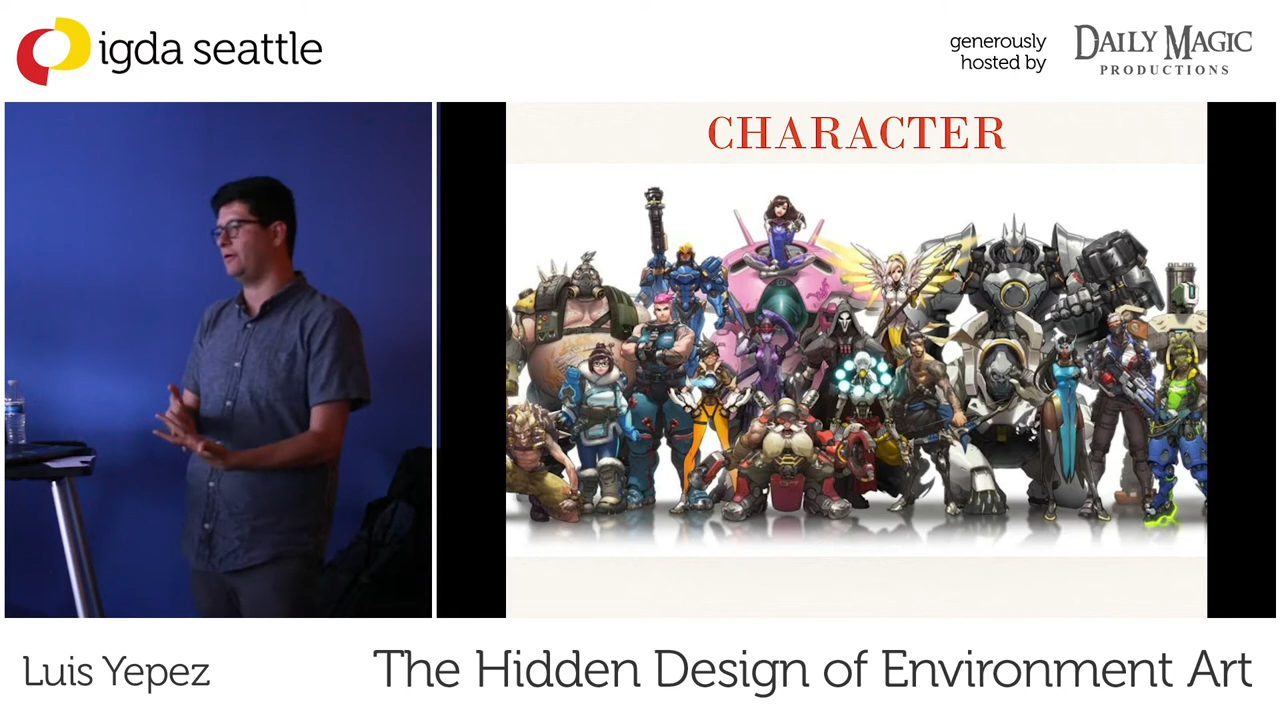 igda seattle
generously
hosted by
DAILY MAGIC
PRODUCTIONS
CHARACTER
Luis Yepez
The Hidden Design of Environment Art